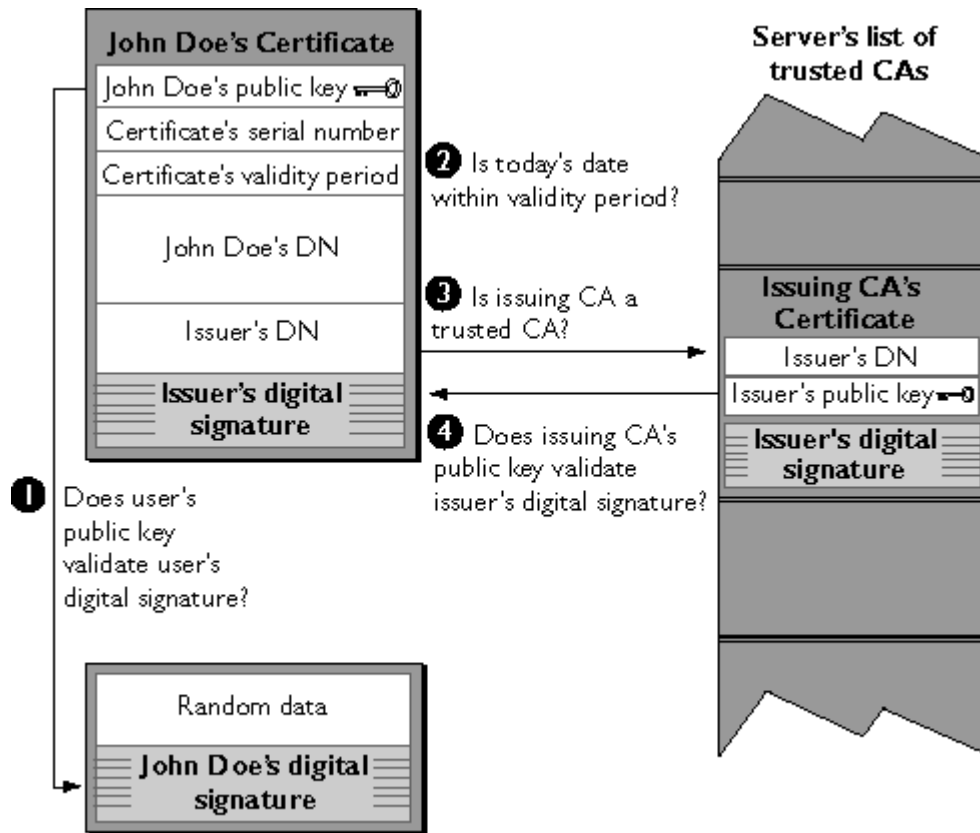 John Doe's Certificate
John Doe's public key
Certificate's serial number
Certificate's validity period
John Doe's DN
Issuer's DN
Issuer's digital
signature
2 Is today's date
within validity period?
3 Is issuing CA a
trusted CA?
4 Does issuing CA's
public key validate
issuer's digital signature?
Server's list of
trusted CAs
Issuing CA's
Certificate
Issuer's DN
Issuer's public key
Issuer's digital
signature
1 Does user's
public key
validate user's
digital signature?
Random data
John Doe's digital
signature